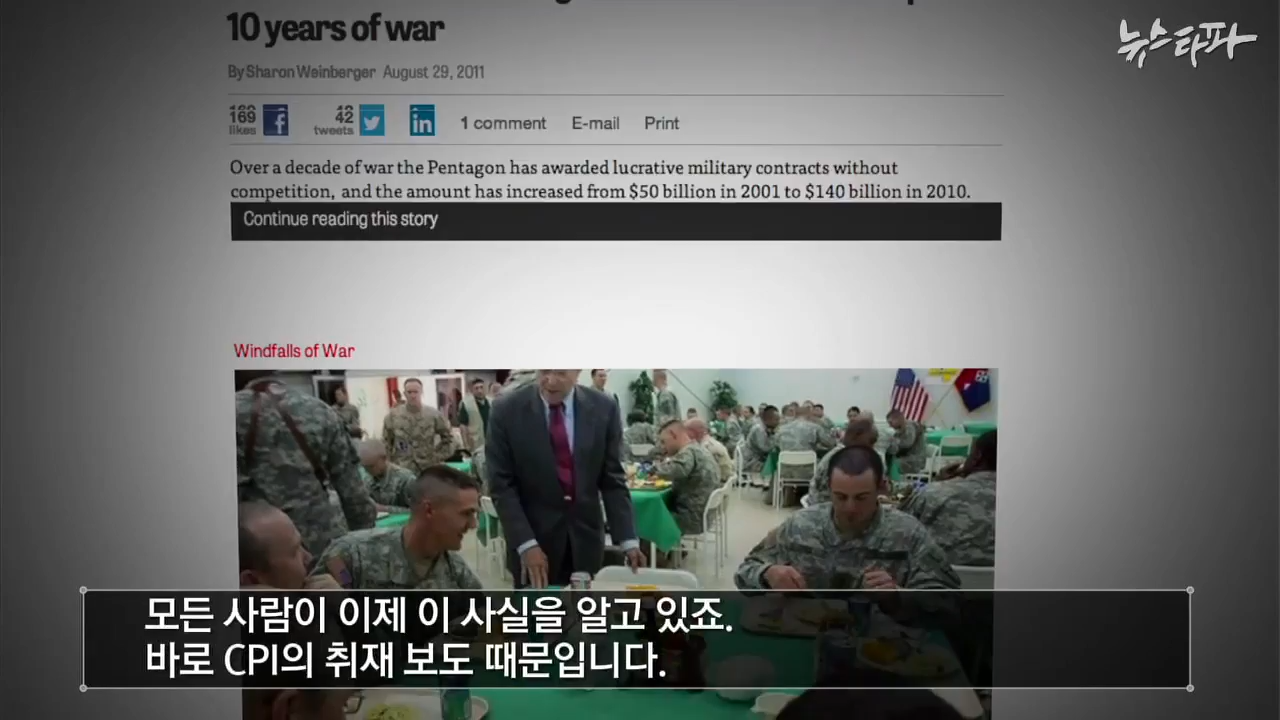 뉴스타파
10 years of war
By Sharon Weinberger August 29, 2011
169 likes 42 tweets in 1 comment E-mail Print
Over a decade of war the Pentagon has awarded lucrative military contracts without
competition, and the amount has increased from $50 billion in 2001 to $140 billion in 2010.
Continue reading this story
Windfalls of War
모든 사람이 이제 이 사실을 알고 있죠.
바로 CPI의 취재 보도 때문입니다.